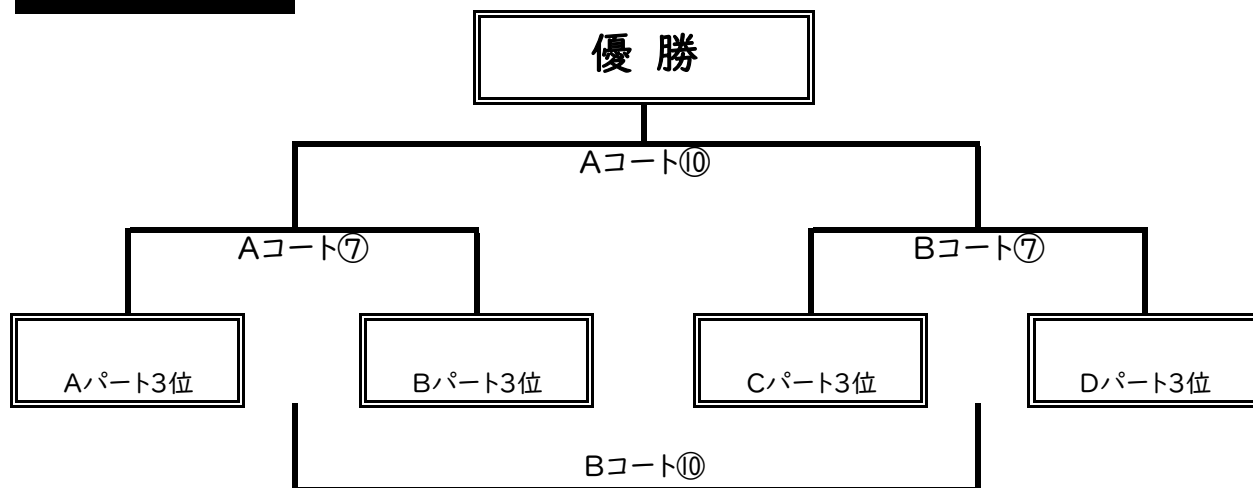 優 勝
Aコート⑩
Aコート⑦
Bコート⑦
Aパート3位
Bパート3位
Cパート3位
Dパート3位
Bコート⑩